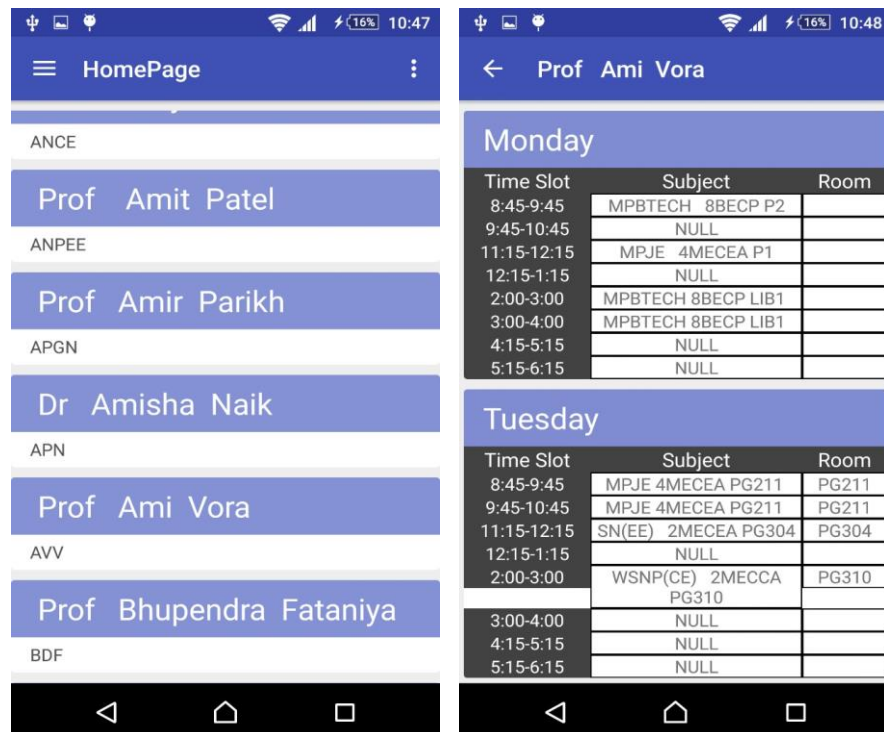 16% 10:47
HomePage
ANCE
Prof Amit Patel
ANPEE
Prof Amir Parikh
APGN
Dr Amisha Naik
APN
Prof Ami Vora
AVV
Prof Bhupendra Fataniya
BDF
16% 10:48
Prof Ami Vora
Monday
Time Slot Subject Room
8:45-9:45 MPBTECH 8BECP P2
9:45-10:45 NULL
11:15-12:15 MPJE 4MECEA P1
12:15-1:15 NULL
2:00-3:00 MPBTECH 8BECP LIB1
3:00-4:00 MPBTECH 8BECP LIB1
4:15-5:15 NULL
5:15-6:15 NULL
Tuesday
Time Slot Subject Room
8:45-9:45 MPJE 4MECEA PG211 PG211
9:45-10:45 MPJE 4MECEA PG211 PG211
11:15-12:15 SN(EE) 2MECEA PG304 PG304
12:15-1:15 NULL
2:00-3:00 WSNP(CE) 2MECCA PG310
PG310
3:00-4:00 NULL
4:15-5:15 NULL
5:15-6:15 NULL